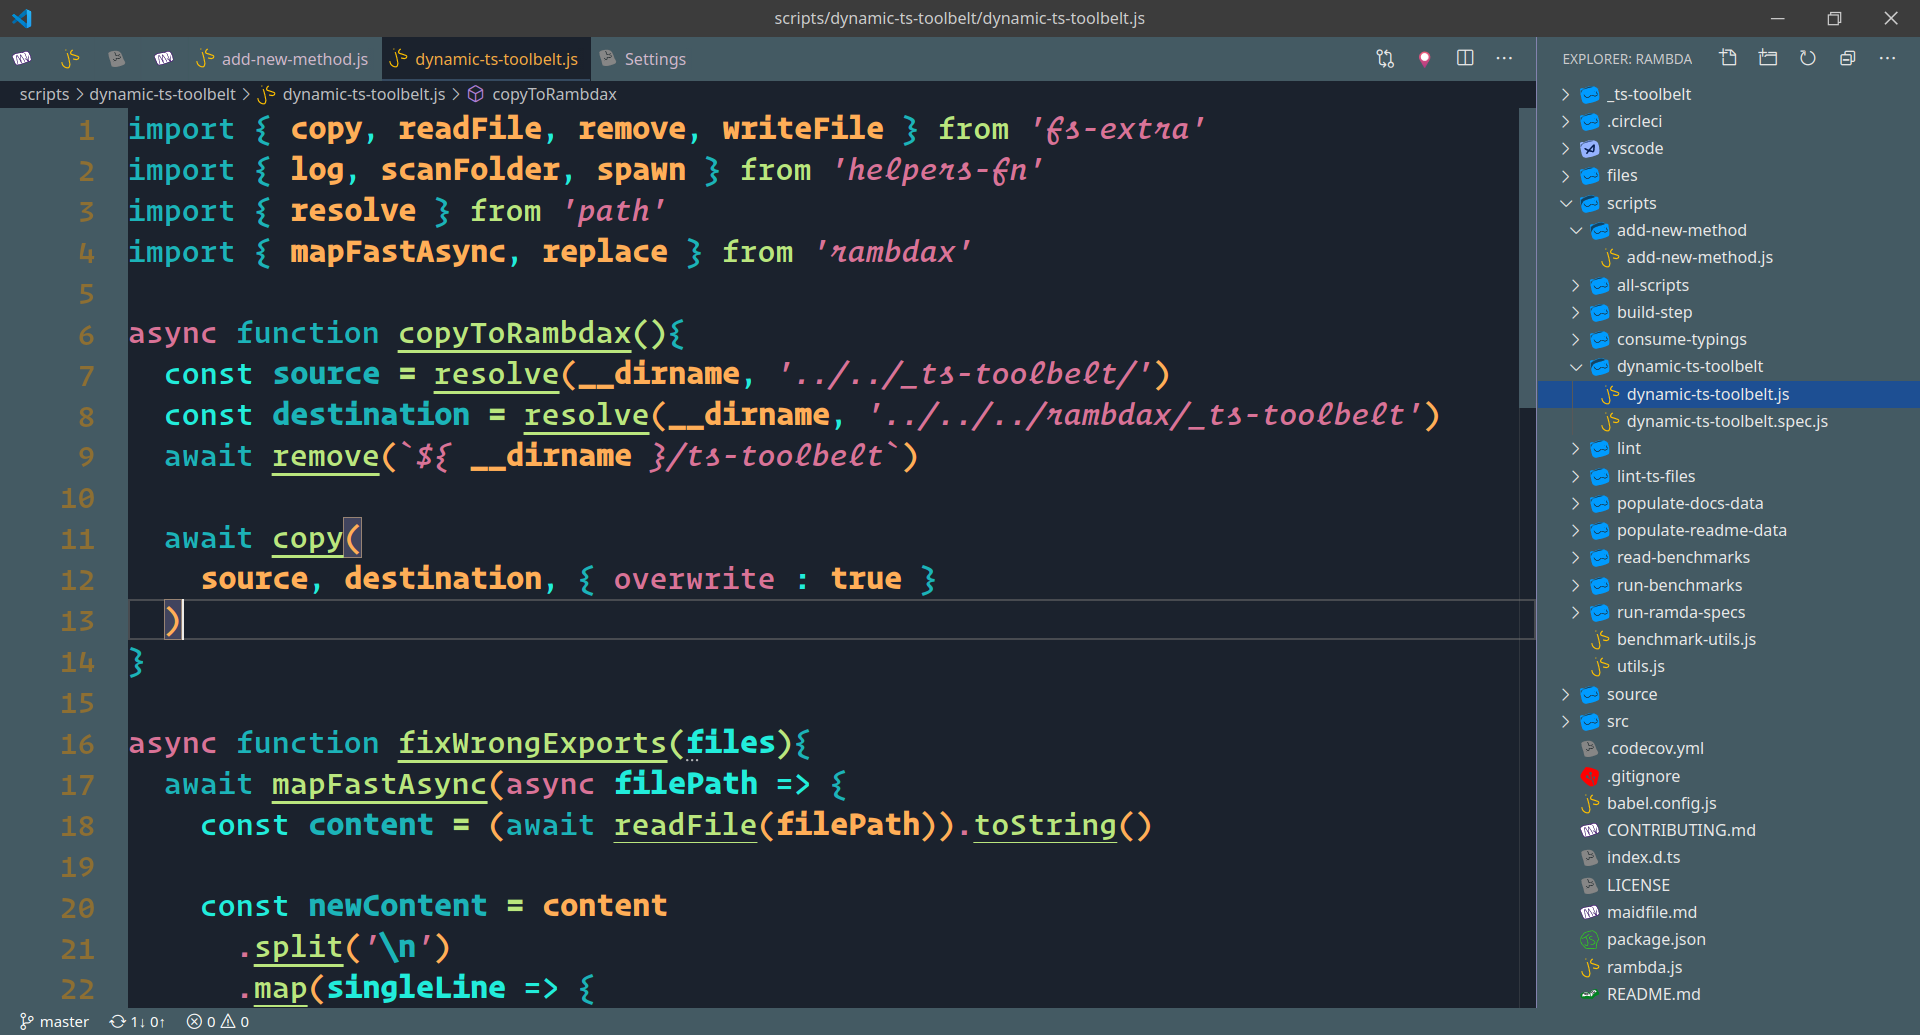 scripts/dynamic-ts-toolbelt/dynamic-ts-toolbelt.js
add-new-method.js dynamic-ts-toolbelt.js Settings
scripts > dynamic-ts-toolbelt > dynamic-ts-toolbelt.js > copyToRambdax
1 import { copy, readFile, remove, writeFile } from 'fs-extra'
2 import { log, scanFolder, spawn } from 'helpers-fn'
3 import { resolve } from 'path'
4 import { mapFastAsync, replace } from 'rambdax'
5
6 async function copyToRambdax(){
7   const source = resolve(__dirname, '../../_ts-toolbelt/')
8   const destination = resolve(__dirname, '../../../rambdax/_ts-toolbelt')
9   await remove(`${ __dirname }/ts-toolbelt`)
10
11   await copy(
12     source, destination, { overwrite : true }
13   )
14 }
15
16 async function fixWrongExports(files){
17   await mapFastAsync(async filePath => {
18     const content = (await readFile(filePath)).toString()
19
20     const newContent = content
21       .split('\n')
22       .map(singleLine => {
EXPLORER: RAMBDA
_ts-toolbelt
.circleci
.vscode
files
scripts
add-new-method
add-new-method.js
all-scripts
build-step
consume-typings
dynamic-ts-toolbelt
dynamic-ts-toolbelt.js
dynamic-ts-toolbelt.spec.js
lint
lint-ts-files
populate-docs-data
populate-readme-data
read-benchmarks
run-benchmarks
run-ramda-specs
benchmark-utils.js
utils.js
source
src
.codecov.yml
.gitignore
babel.config.js
CONTRIBUTING.md
index.d.ts
LICENSE
maidfile.md
package.json
rambda.js
README.md
master 1↓ 0↑ 0 0